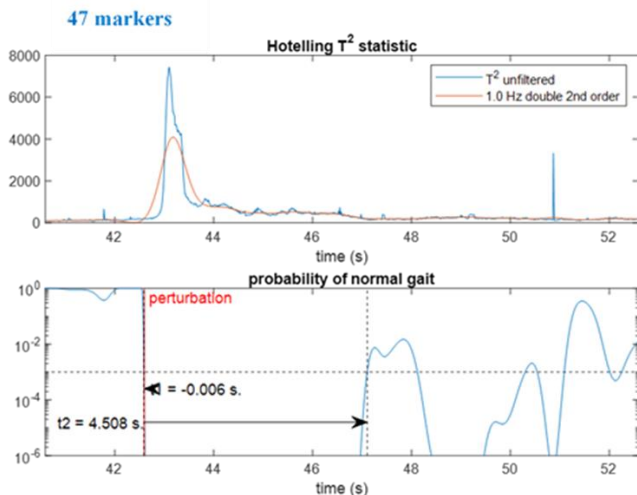 47 markers
Hotelling T² statistic
8000
6000
4000
2000
0
T² unfiltered
1.0 Hz double 2nd order
42 44 46 48 50 52
time (s)
probability of normal gait
10⁰
10⁻²
10⁻⁴
10⁻⁶
perturbation
= -0.006 s.
t2 = 4.508 s.
42 44 46 48 50 52
time (s)